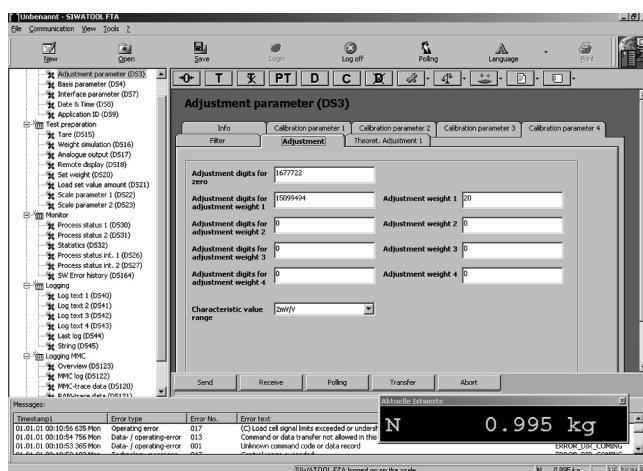 Unbenannt - SIWATOOL FTA
File Communication View Tools ?
New Open Save Login Log off Polling Language Print
Adjustment parameter (DS3)
Basis parameter (DS4)
Interface parameter (DS7)
Date & Time (DS8)
Application ID (DS9)
Test preparation
Tare (DS15)
Weight simulation (DS16)
Analogue output (DS17)
Remote display (DS18)
Set weight (DS20)
Load set value amount (DS21)
Scale parameter 1 (DS22)
Scale parameter 2 (DS23)
Monitor
Process status 1 (DS30)
Process status 2 (DS31)
Statistics (DS32)
Process status int. 1 (DS26)
Process status int. 2 (DS27)
SW Error history (DS164)
Logging
Log text 1 (DS40)
Log text 2 (DS41)
Log text 3 (DS42)
Log text 4 (DS43)
Last log (DS44)
String (DS45)
Logging MMC
Overview (DS123)
MMC log (DS122)
MMC-trace data (DS120)
RAM-trace data (DS121)
T PT D C
Adjustment parameter (DS3)
Info Calibration parameter 1 Calibration parameter 2 Calibration parameter 3 Calibration parameter 4
Filter Adjustment Theoret. Adjustment 1
Adjustment digits for zero 1677722
Adjustment digits for adjustment weight 1 15099494 Adjustment weight 1 20
Adjustment digits for adjustment weight 2 0 Adjustment weight 2 0
Adjustment digits for adjustment weight 3 0 Adjustment weight 3 0
Adjustment digits for adjustment weight 4 0 Adjustment weight 4 0
Characteristic value range 2mV/V
Send Receive Polling Transfer Abort
Messages:
Timestamp1 Error type Error No. Error text
01.01.01 00:10:56 635 Mon Operating error 017 (C) Load cell signal limits exceeded or undersh
01.01.01 00:10:54 756 Mon Data- / operating-error 013 Command or data transfer not allowed in this
01.01.01 00:10:53 365 Mon Data- / operating-error 001 Unknown command code or data record ERROR_DIR_COMING
Aktuelle Istwerte
N 0.995 kg
SIWATOOL FTA logged on on the scale N 0.995 kg